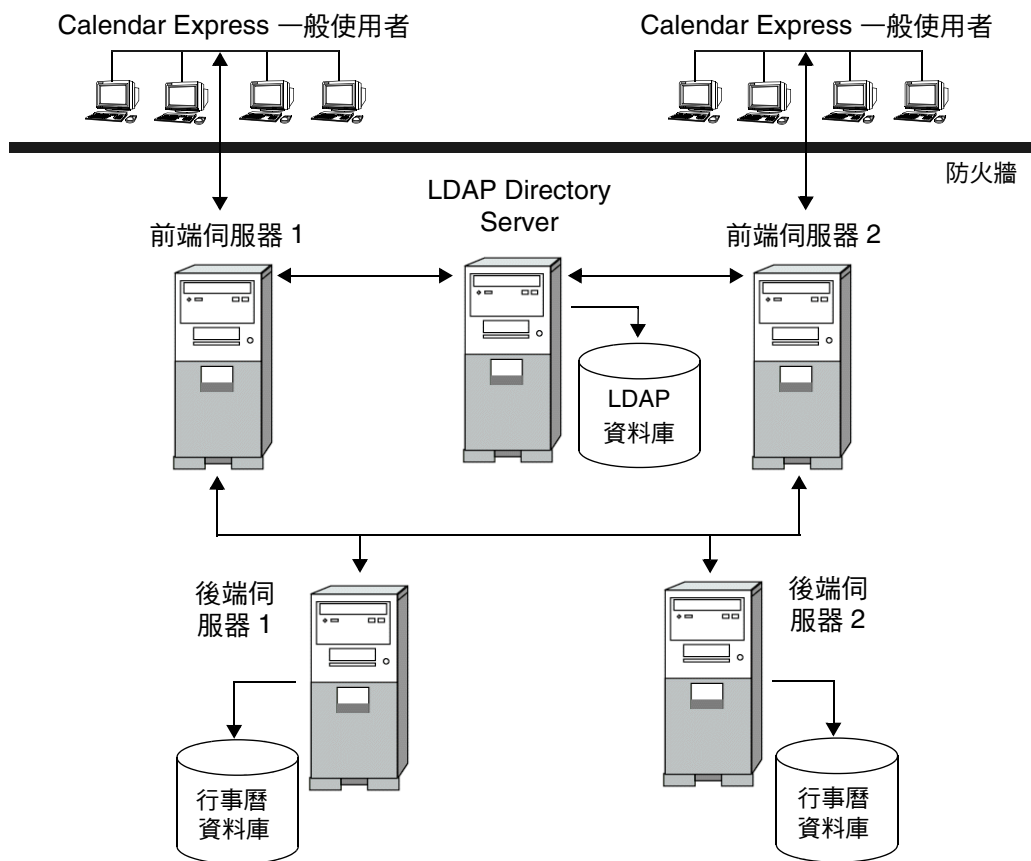 Calendar Express 一般使用者
Calendar Express 一般使用者
防火牆
LDAP Directory
Server
前端伺服器 1
前端伺服器 2
LDAP
資料庫
後端伺
服器 1
後端伺
服器 2
行事曆
資料庫
行事曆
資料庫